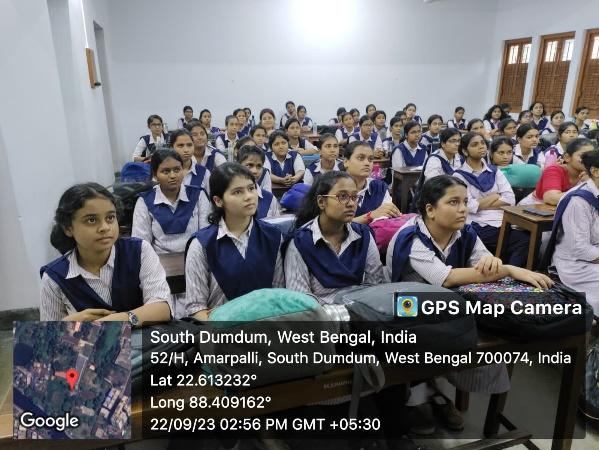 GPS Map Camera
South Dumdum, West Bengal, India
52/H, Amarpalli, South Dumdum, West Bengal 700074, India
Lat 22.613232°
Long 88.409162°
22/09/23 02:56 PM GMT +05:30
Google